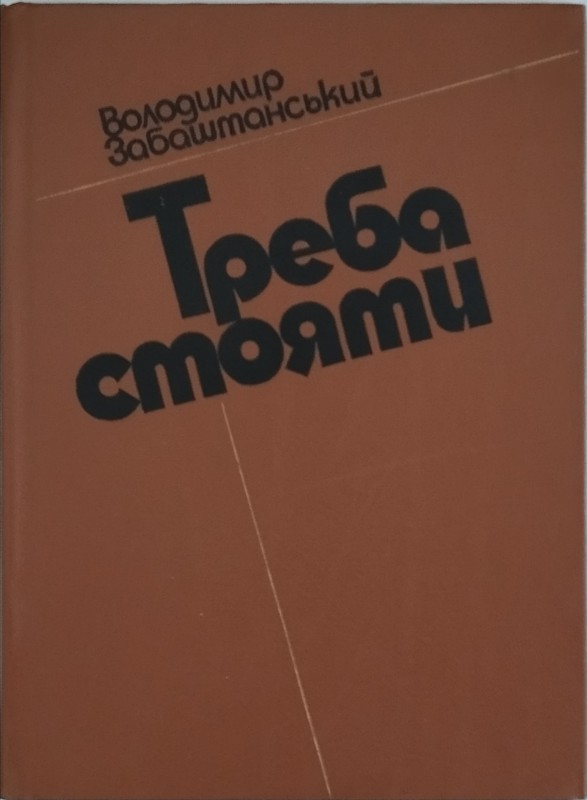 Володимир
Забаштанський
Треба
стояти